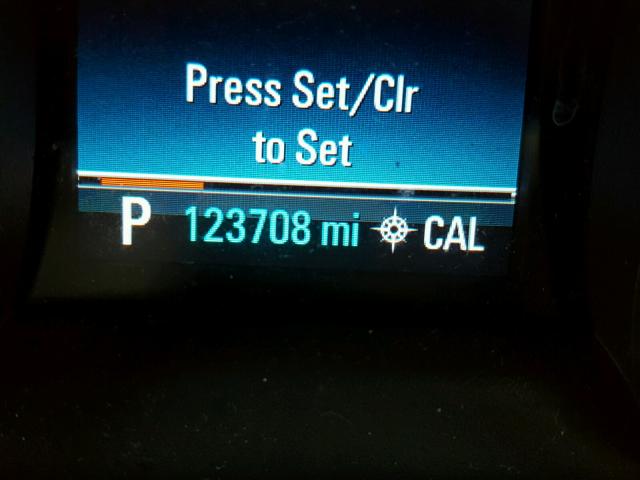 Press Set/Clr
to Set
P 123708 mi CAL